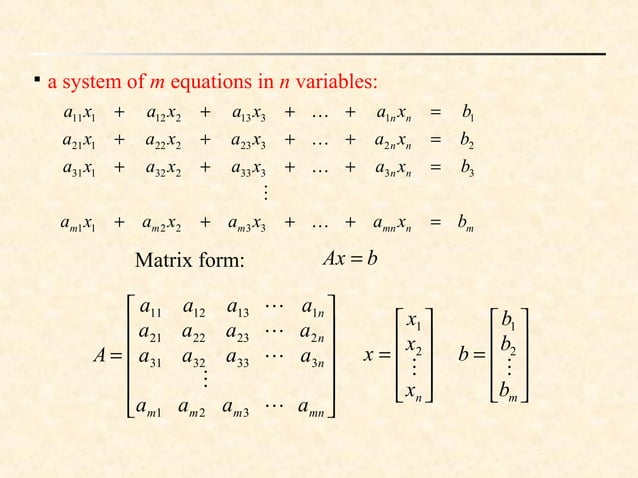 ▪ a system of m equations in n variables:
a₁₁x₁ + a₁₂x₂ + a₁₃x₃ + … + a₁ₙxₙ = b₁
a₂₁x₁ + a₂₂x₂ + a₂₃x₃ + … + a₂ₙxₙ = b₂
a₃₁x₁ + a₃₂x₂ + a₃₃x₃ + … + a₃ₙxₙ = b₃
⋮
aₘ₁x₁ + aₘ₂x₂ + aₘ₃x₃ + … + aₘₙxₙ = bₘ
Matrix form: Ax = b
A = [a₁₁ a₁₂ a₁₃ ⋯ a₁ₙ
a₂₁ a₂₂ a₂₃ ⋯ a₂ₙ
a₃₁ a₃₂ a₃₃ ⋯ a₃ₙ
⋮
aₘ₁ aₘ₂ aₘ₃ ⋯ aₘₙ]
x = [x₁
x₂
⋮
xₙ]
b = [b₁
b₂
⋮
bₘ]